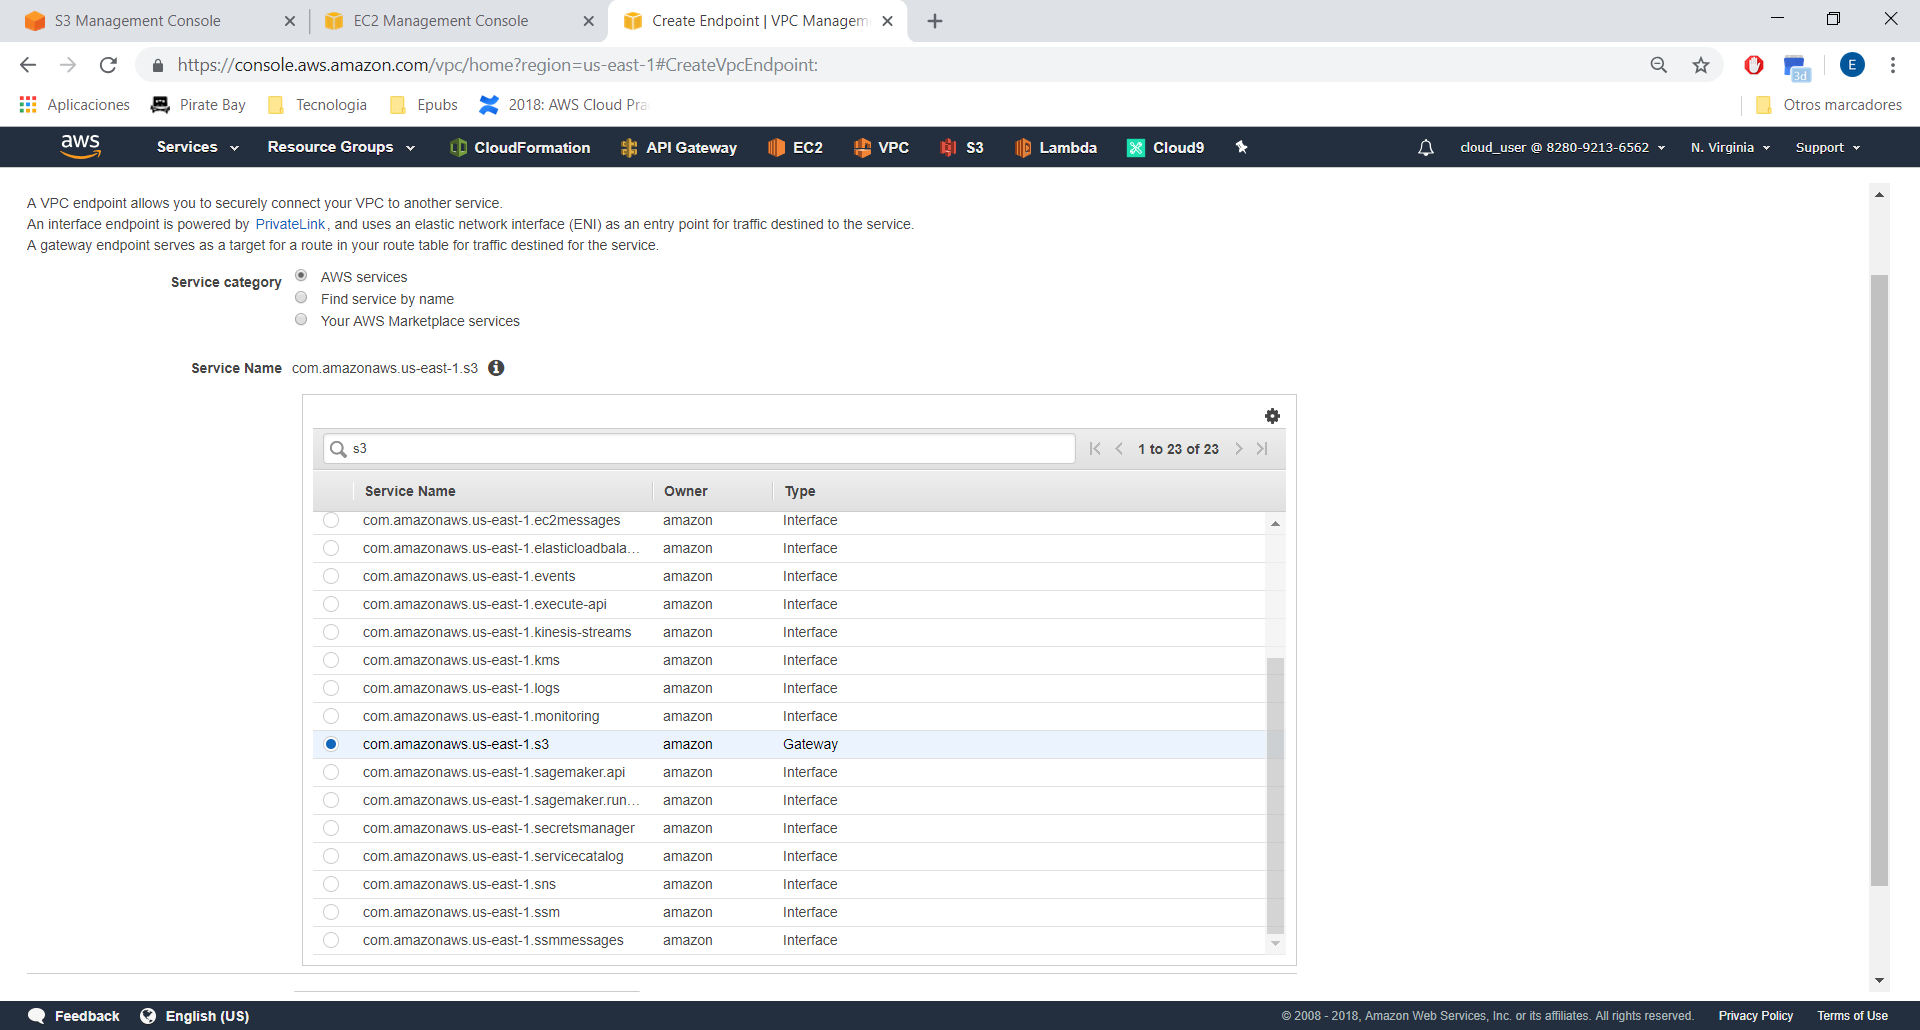 S3 Management Console
EC2 Management Console
Create Endpoint | VPC Managem
https://console.aws.amazon.com/vpc/home?region=us-east-1#CreateVpcEndpoint:
3d
E
Aplicaciones
Pirate Bay
Tecnologia
Epubs
2018: AWS Cloud Pra
Otros marcadores
aws
Services
Resource Groups
CloudFormation
API Gateway
EC2
VPC
S3
Lambda
Cloud9
cloud_user @ 8280-9213-6562
N. Virginia
Support
A VPC endpoint allows you to securely connect your VPC to another service.
An interface endpoint is powered by PrivateLink, and uses an elastic network interface (ENI) as an entry point for traffic destined to the service.
A gateway endpoint serves as a target for a route in your route table for traffic destined for the service.
Service category
AWS services
Find service by name
Your AWS Marketplace services
Service Name com.amazonaws.us-east-1.s3
s3
1 to 23 of 23
Service Name Owner Type
com.amazonaws.us-east-1.ec2messages amazon Interface
com.amazonaws.us-east-1.elasticloadbala... amazon Interface
com.amazonaws.us-east-1.events amazon Interface
com.amazonaws.us-east-1.execute-api amazon Interface
com.amazonaws.us-east-1.kinesis-streams amazon Interface
com.amazonaws.us-east-1.kms amazon Interface
com.amazonaws.us-east-1.logs amazon Interface
com.amazonaws.us-east-1.monitoring amazon Interface
com.amazonaws.us-east-1.s3 amazon Gateway
com.amazonaws.us-east-1.sagemaker.api amazon Interface
com.amazonaws.us-east-1.sagemaker.run... amazon Interface
com.amazonaws.us-east-1.secretsmanager amazon Interface
com.amazonaws.us-east-1.servicecatalog amazon Interface
com.amazonaws.us-east-1.sns amazon Interface
com.amazonaws.us-east-1.ssm amazon Interface
com.amazonaws.us-east-1.ssmmessages amazon Interface
Feedback
English (US)
© 2008 - 2018, Amazon Web Services, Inc. or its affiliates. All rights reserved.
Privacy Policy
Terms of Use